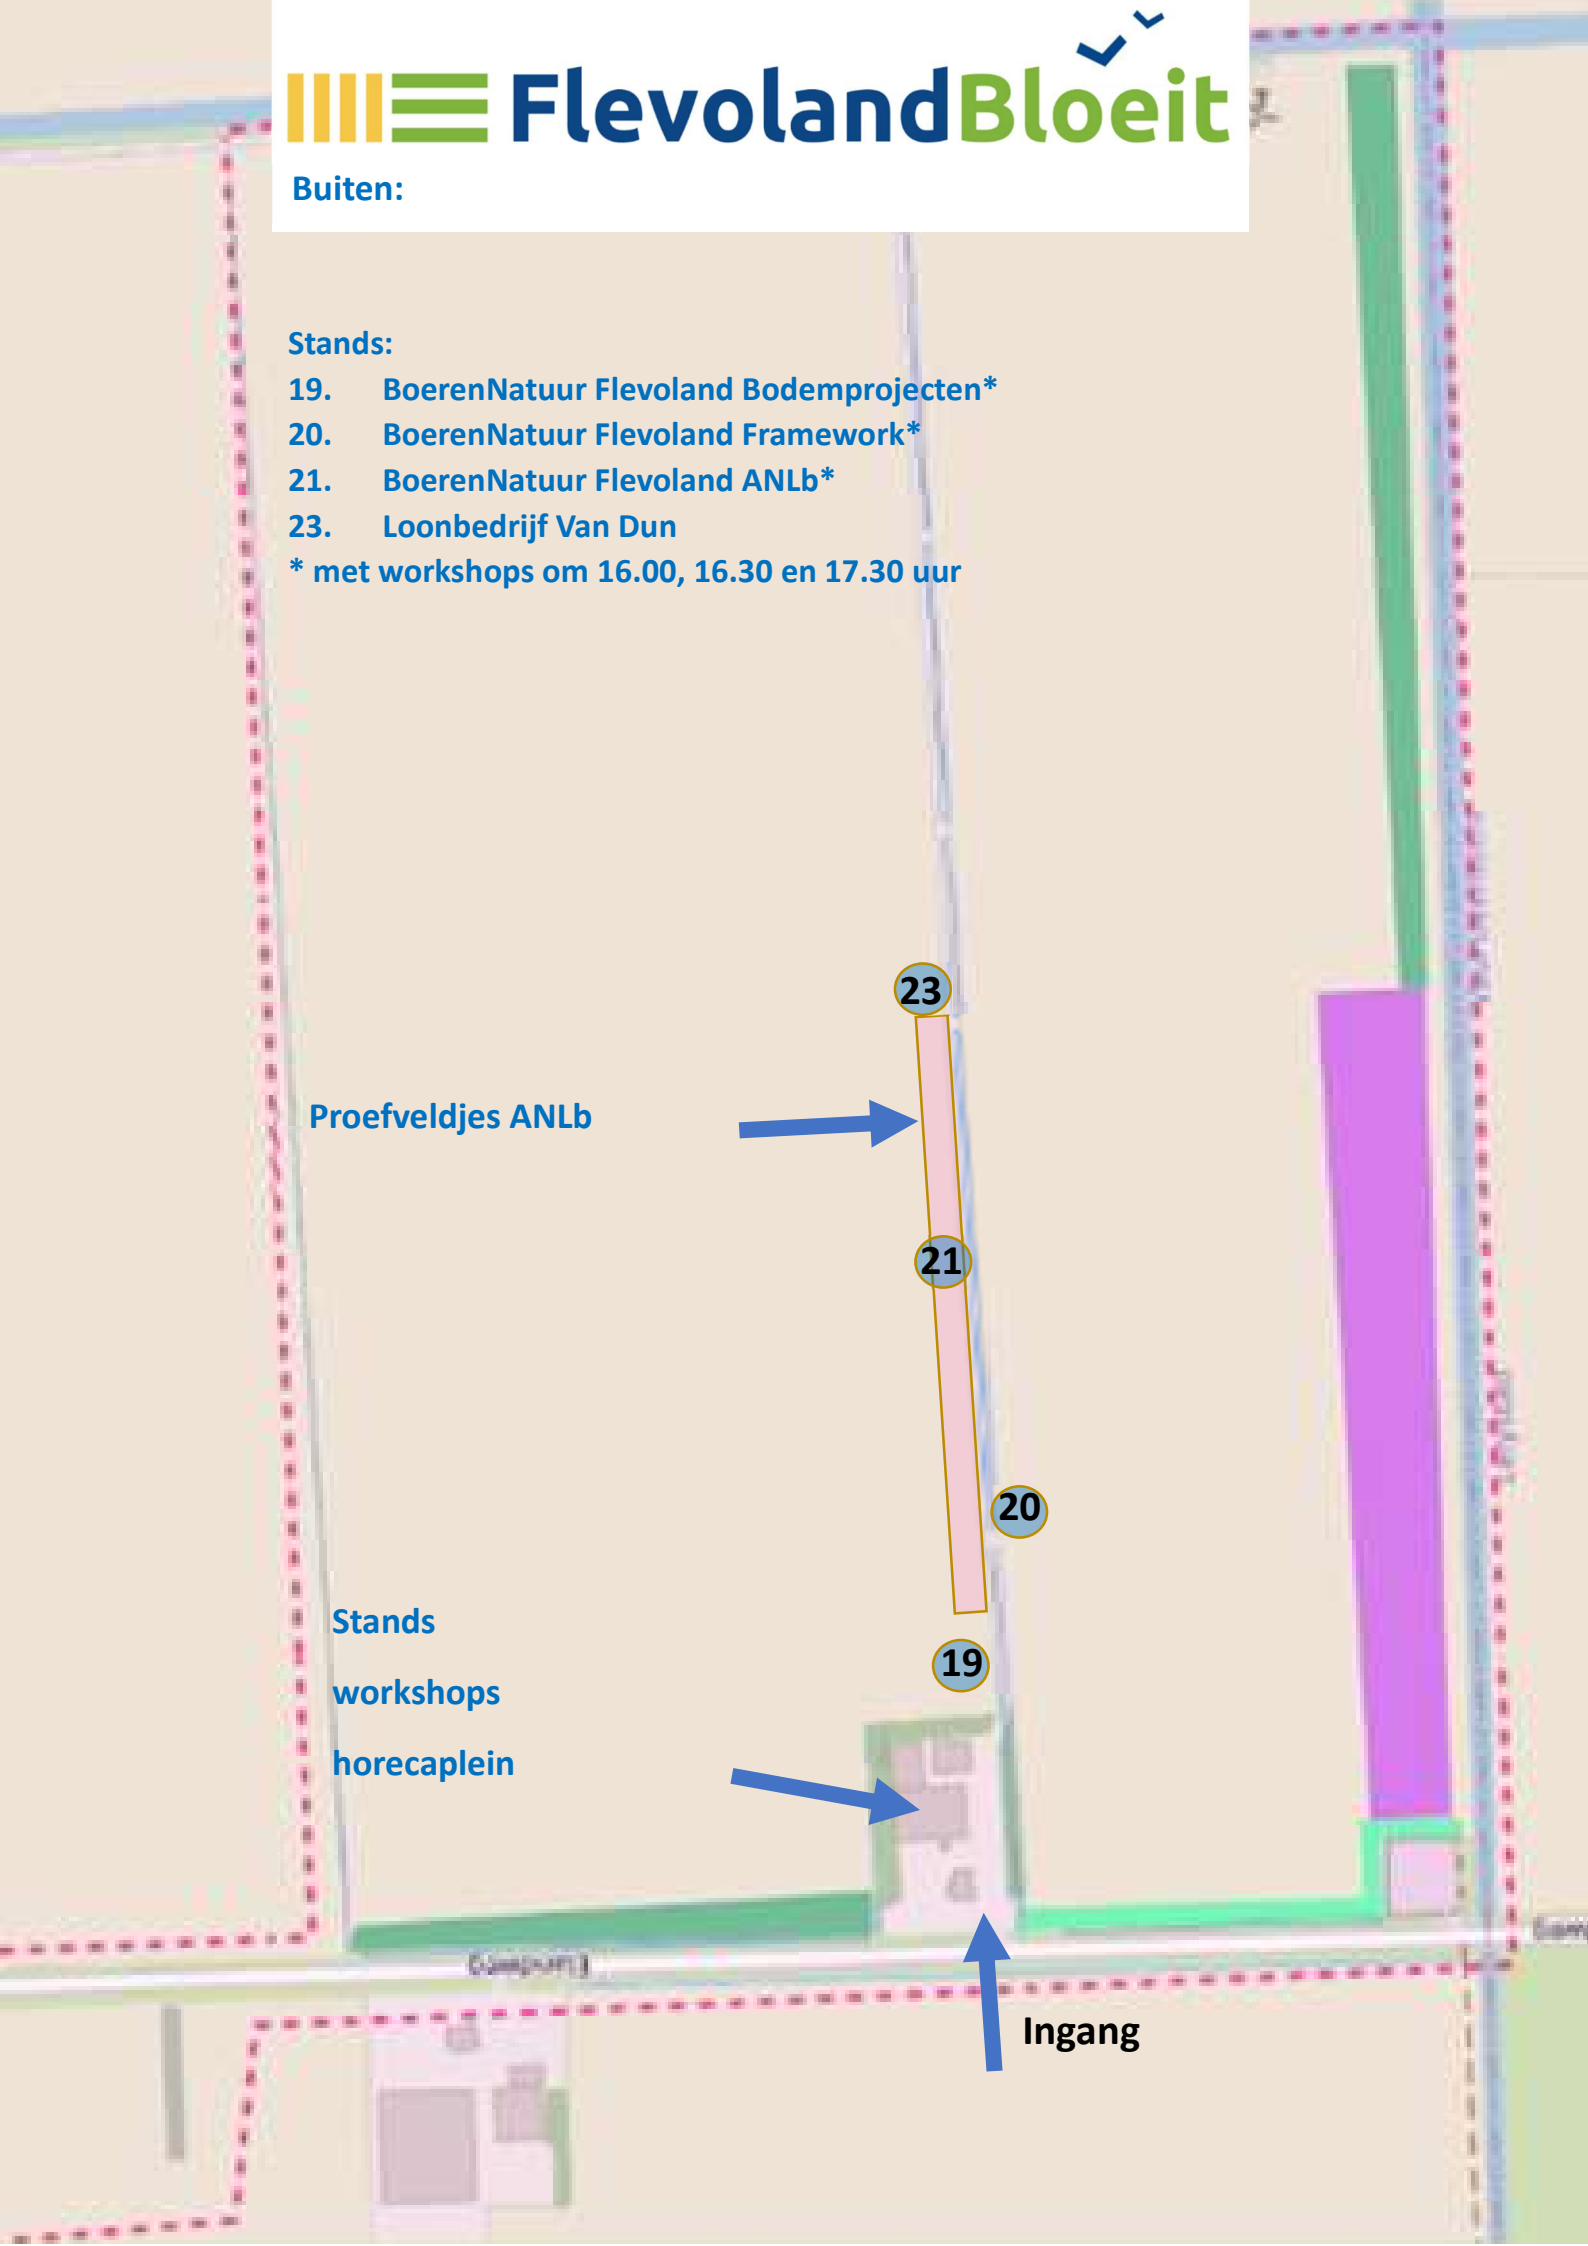 FlevolandBloeit
Buiten:
Stands:
19. BoerenNatuur Flevoland Bodemprojecten*
20. BoerenNatuur Flevoland Framework*
21. BoerenNatuur Flevoland ANLb*
23. Loonbedrijf Van Dun
* met workshops om 16.00, 16.30 en 17.30 uur
23
Proefveldjes ANLb
21
20
Stands
19
workshops
horecaplein
Ingang